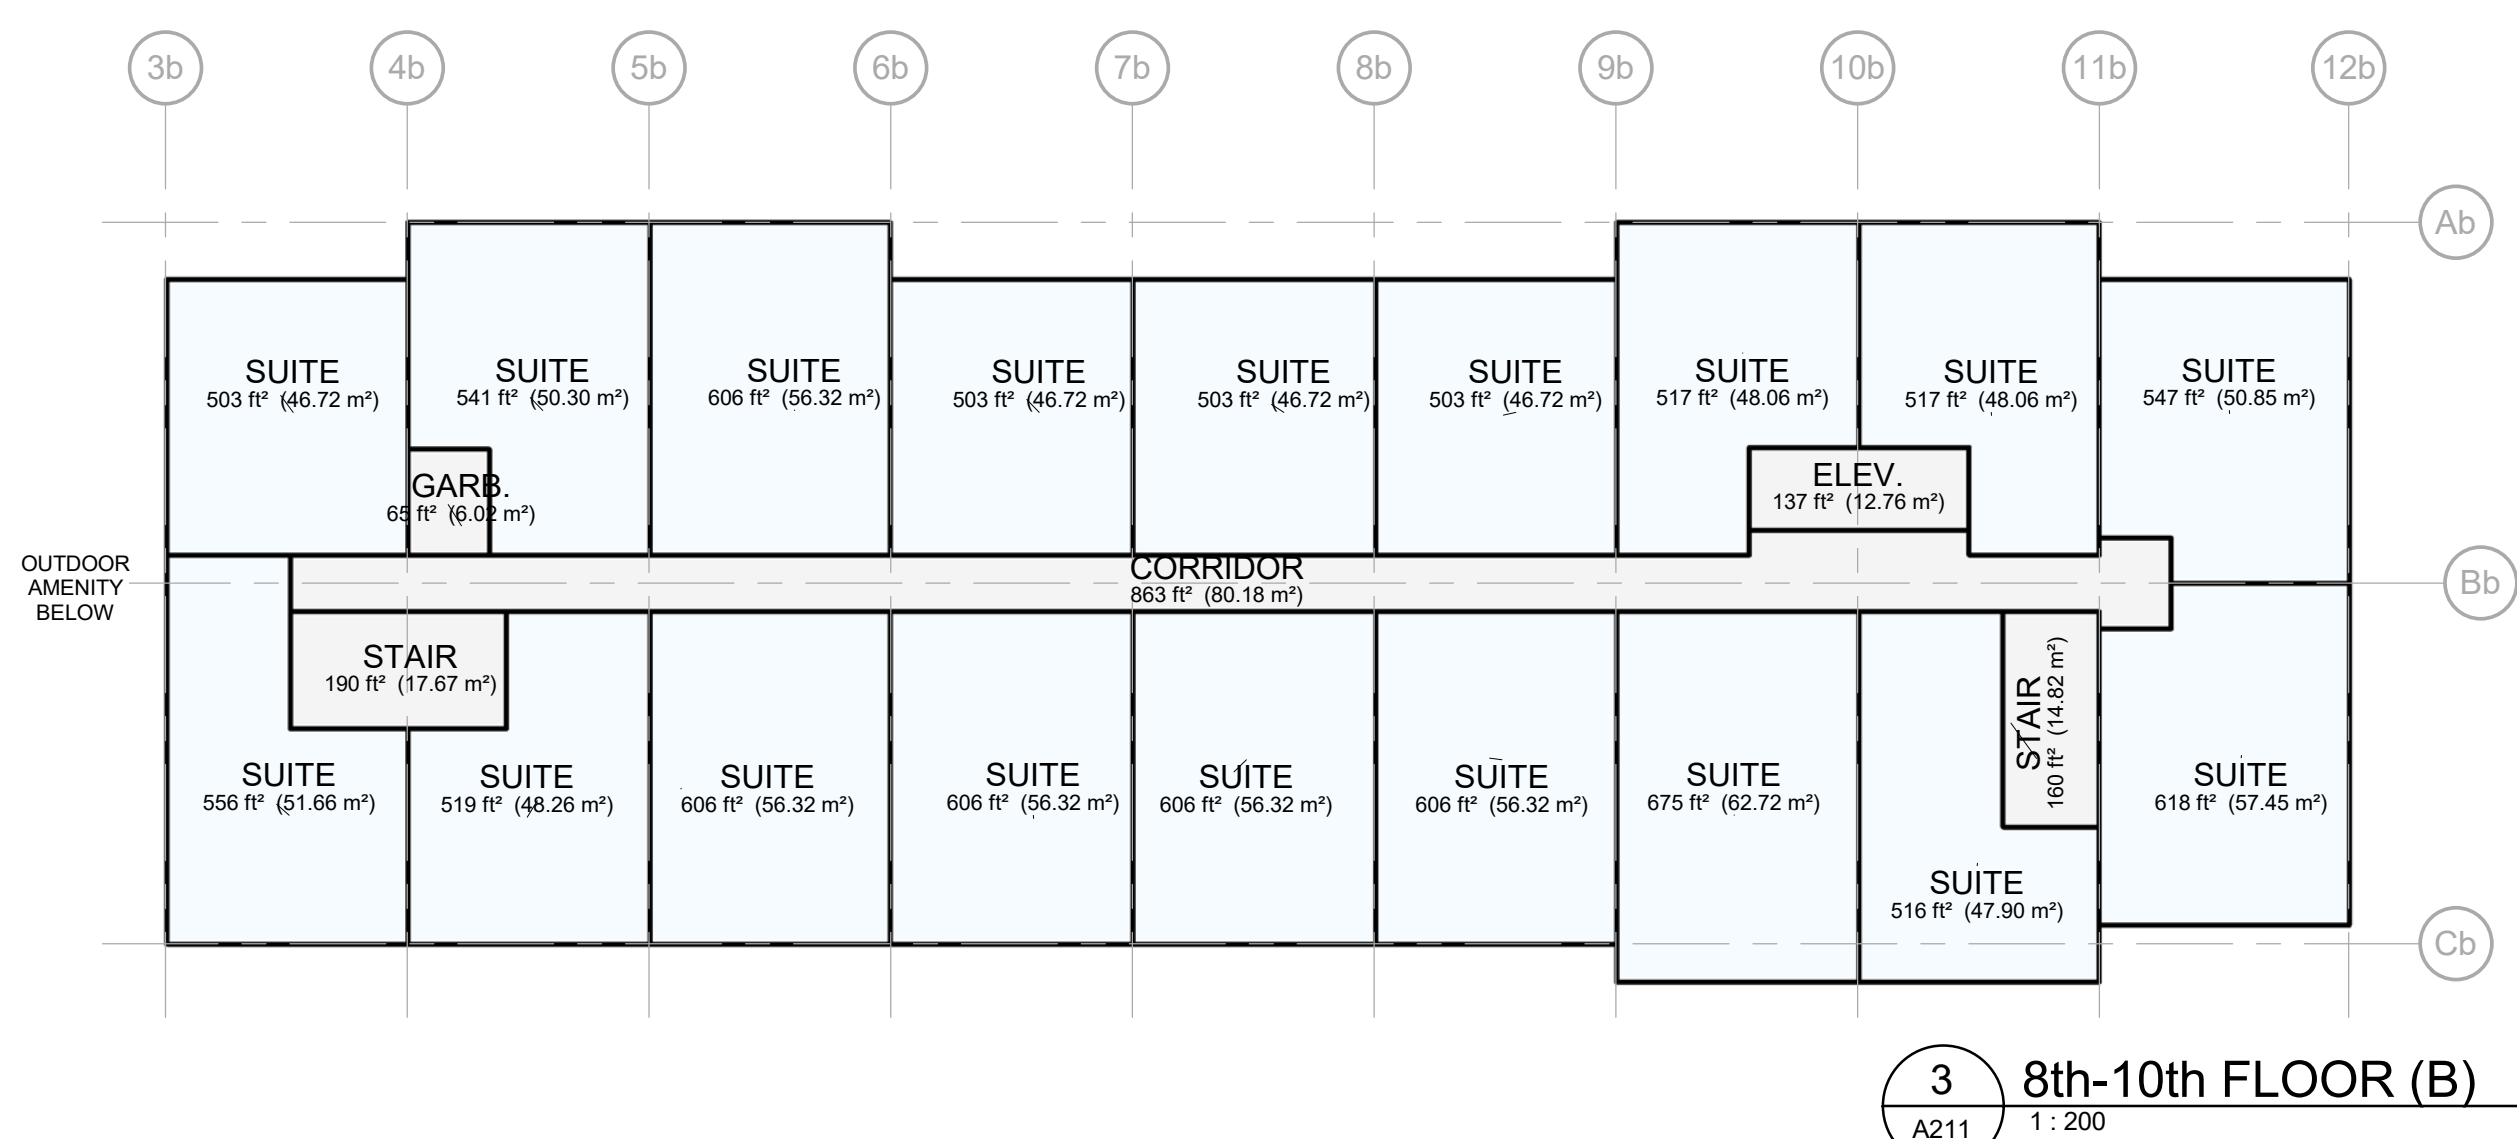 3b 4b 5b 6b 7b 8b 9b 10b 11b 12b
Ab
SUITE
503 ft² (46.72 m²)
SUITE
541 ft² (50.30 m²)
SUITE
606 ft² (56.32 m²)
SUITE
503 ft² (46.72 m²)
SUITE
503 ft² (46.72 m²)
SUITE
503 ft² (46.72 m²)
SUITE
517 ft² (48.06 m²)
SUITE
517 ft² (48.06 m²)
SUITE
547 ft² (50.85 m²)
GARB.
65 ft² (6.02 m²)
ELEV.
137 ft² (12.76 m²)
OUTDOOR
AMENITY
BELOW
CORRIDOR
863 ft² (80.18 m²)
Bb
STAIR
190 ft² (17.67 m²)
STAIR
160 ft² (14.82 m²)
SUITE
556 ft² (51.66 m²)
SUITE
519 ft² (48.26 m²)
SUITE
606 ft² (56.32 m²)
SUITE
606 ft² (56.32 m²)
SUITE
606 ft² (56.32 m²)
SUITE
606 ft² (56.32 m²)
SUITE
675 ft² (62.72 m²)
SUITE
516 ft² (47.90 m²)
SUITE
618 ft² (57.45 m²)
Cb
3
A211
8th-10th FLOOR (B)
1 : 200